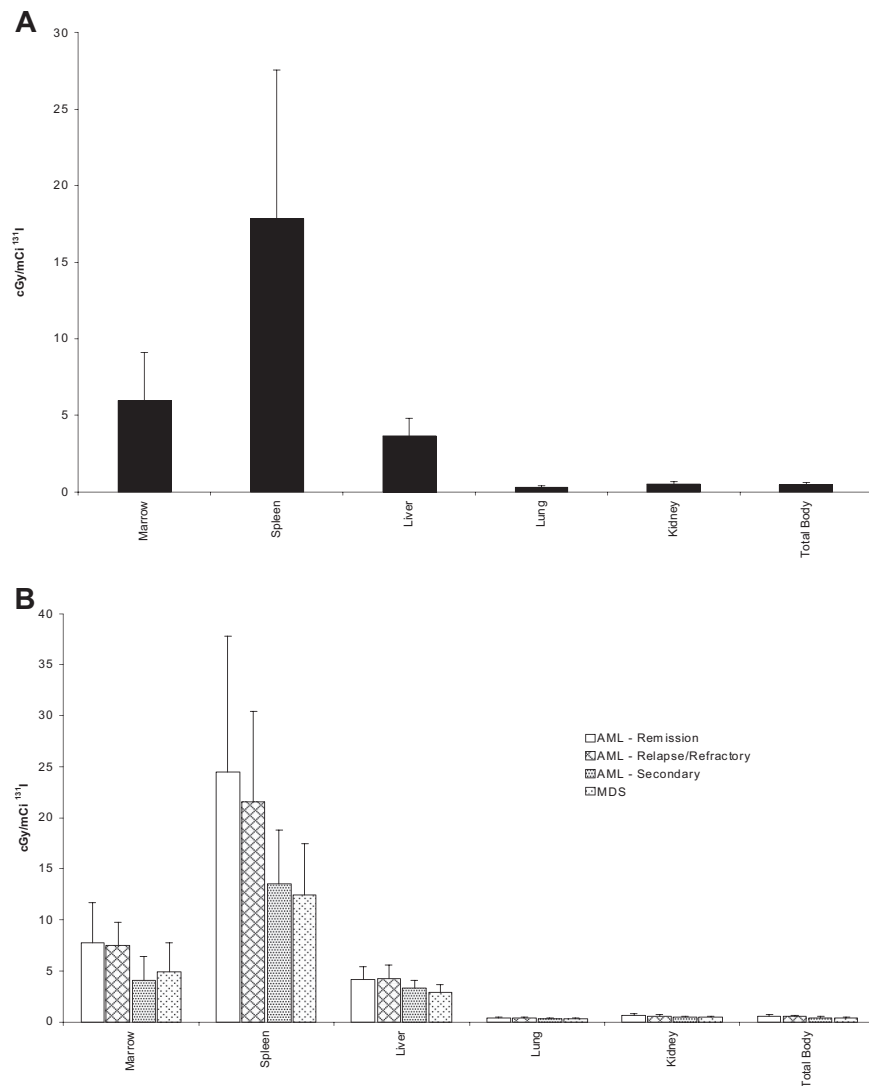 A
30
25
20
15
10
5
0
cGy/mCi ¹³¹I
Marrow
Spleen
Liver
Lung
Kidney
Total Body
B
40
35
30
25
20
15
10
5
0
cGy/mCi ¹³¹I
AML - Remission
AML - Relapse/Refractory
AML - Secondary
MDS
Marrow
Spleen
Liver
Lung
Kidney
Total Body